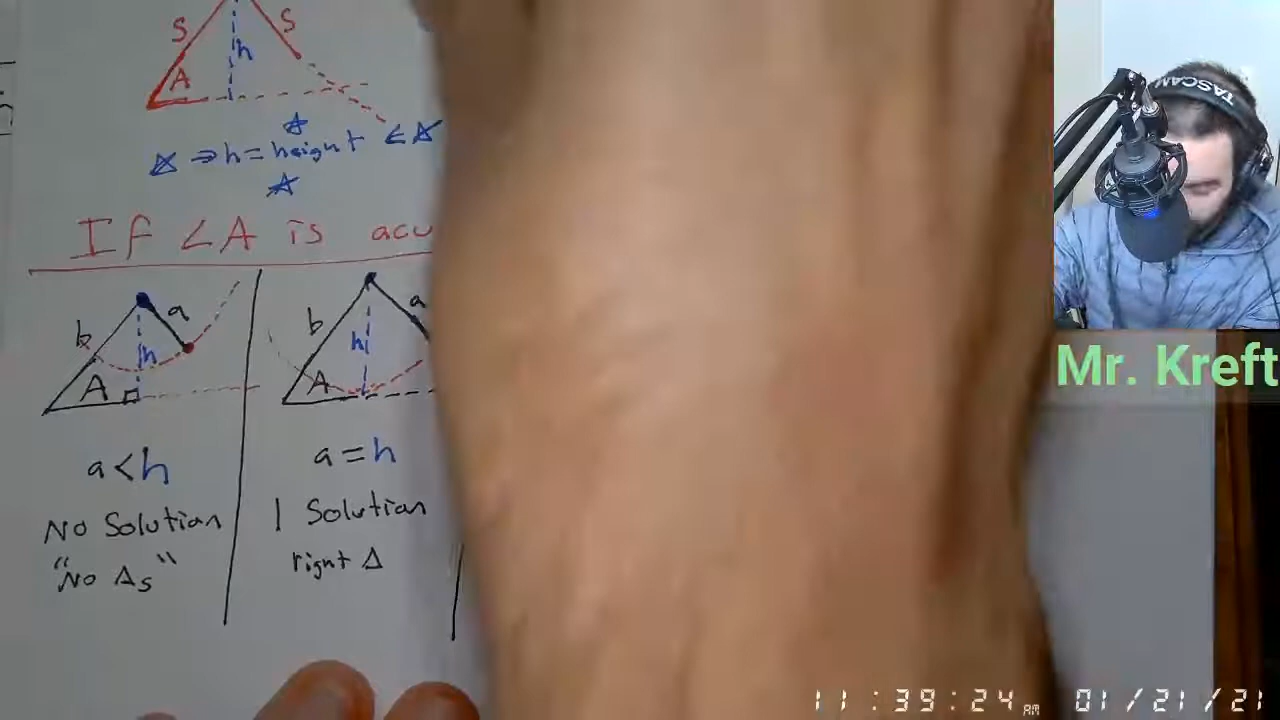 S S
h
A
⇒ h = height <
If ∠A is acu
b a
h
A
b a
h
A
a < h
a = h
No Solution
1 Solution
"No Δs"
right Δ
TASCAM
Mr. Kreft
11:39:24 AM 01/21/21